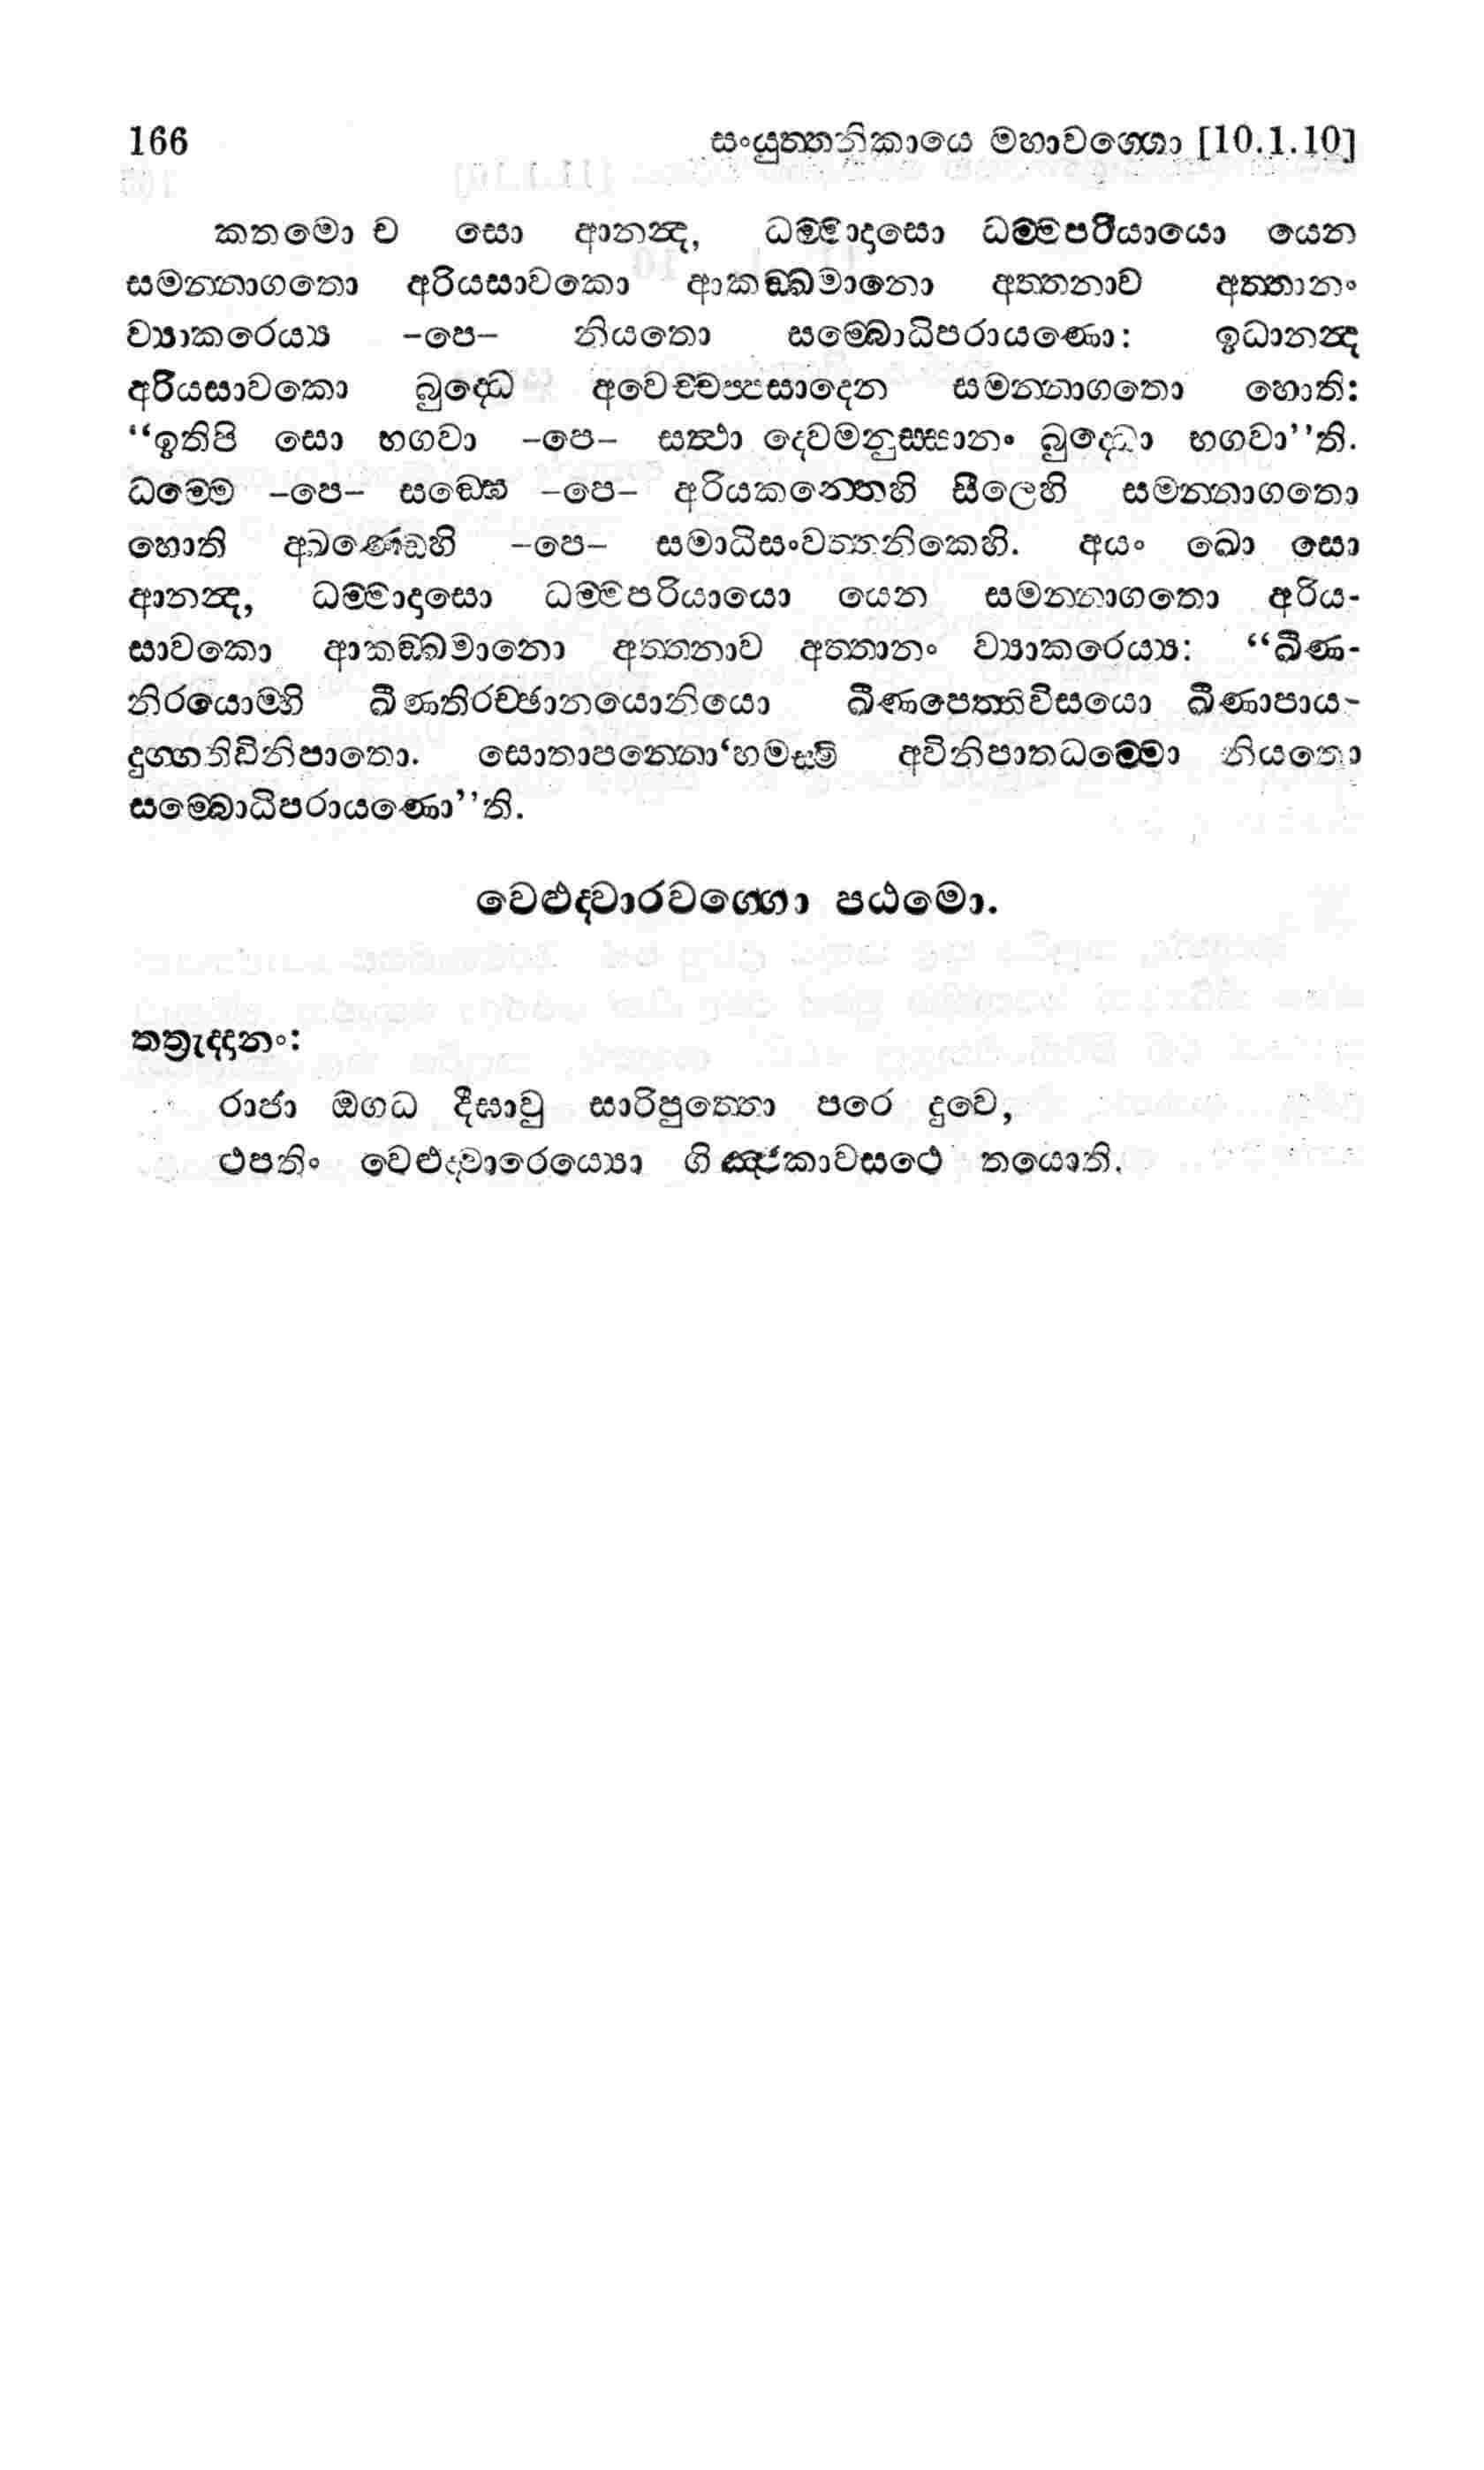 166 සංයුත්තනිකායෙ මහාවග්ගො [10.1.10]
කතමො ච සො ආනන්ද, ධම්මාදාසො ධම්මපරියායො යෙන
සමන්නාගතො අරියසාවකො ආකඞ්ඛමානො අත්තනාව අත්තානං
ව්‍යාකරෙය්‍ය –පෙ– නියතො සම්බොධිපරායණො: ඉධානන්ද
අරියසාවකො බුද්ධෙ අවෙච්චප්පසාදෙන සමන්නාගතො හොති:
“ඉතිපි සො භගවා –පෙ– සත්ථා දෙවමනුස්සානං බුද්ධො භගවා”ති.
ධම්මෙ –පෙ– සඞ්ඝෙ –පෙ– අරියකන්තෙහි සීලෙහි සමන්නාගතො
හොති අඛණ්ඩෙහි –පෙ– සමාධිසංවත්තනිකෙහි. අයං ඛො සො
ආනන්ද, ධම්මාදාසො ධම්මපරියායො යෙන සමන්නාගතො අරිය-
සාවකො ආකඞ්ඛමානො අත්තනාව අත්තානං ව්‍යාකරෙය්‍ය: “ඛීණ-
නිරයොම්හි ඛීණතිරච්ඡානයොනියො ඛීණපෙත්තිවිසයො ඛීණාපාය-
දුග්ගතිවිනිපාතො. සොතාපන්නො‘හමස්මි අවිනිපාතධම්මො නියතො
සම්බොධිපරායණො”ති.
වෙළුද්වාරවග්ගො පඨමො.
තත්‍රැද්දානං:
රාජා ඔගධ දීඝාවු සාරිපුත්තො පරෙ දුවෙ,
ථපතිං වෙළුද්වාරෙය්‍යො ගිඤ්ජකාවසථෙ තයොති.